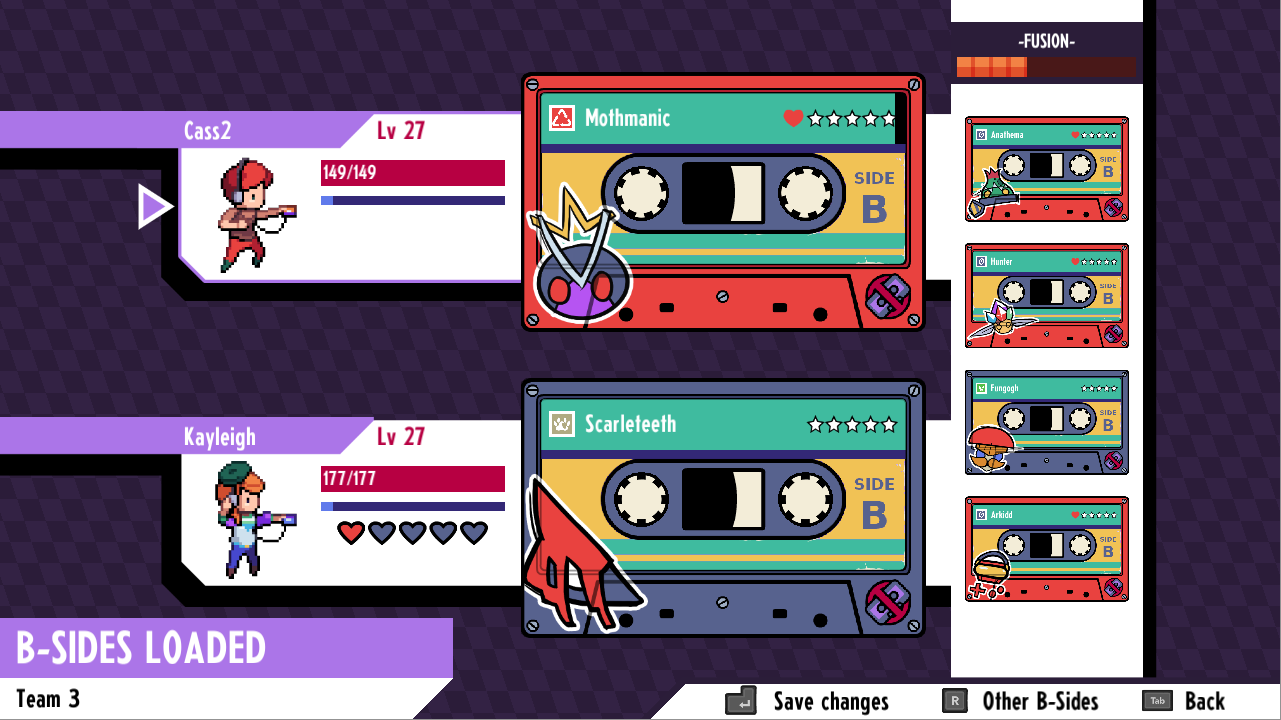 -FUSION-
Cass2
Lv 27
149/149
Mothmanic
SIDE
B
Anathema
SIDE
B
Hunter
SIDE
B
Kayleigh
Lv 27
177/177
Scarleteeth
SIDE
B
Fungogh
SIDE
B
Arkidd
SIDE
B
B-SIDES LOADED
Team 3
Save changes
R Other B-Sides
Tab Back